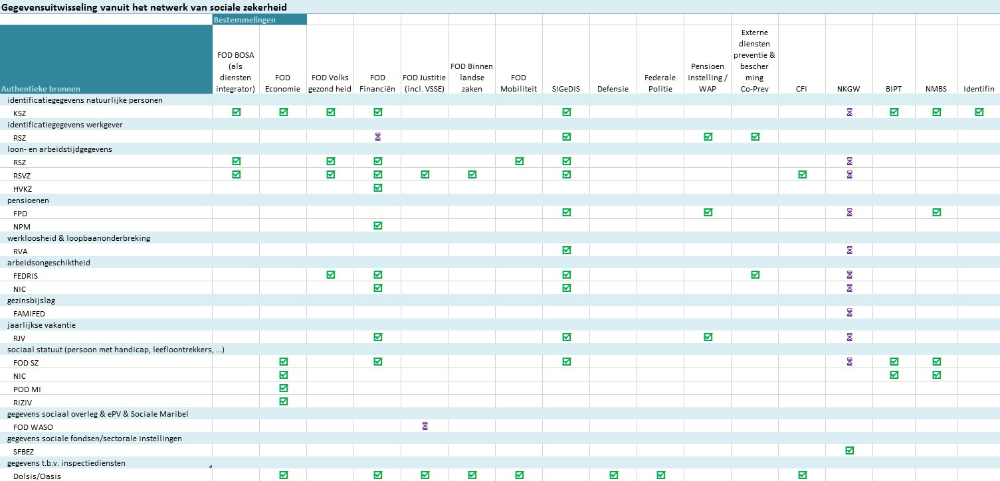 Gegevensuitwisseling vanuit het netwerk van sociale zekerheid
Bestemmelingen
Authentieke bronnen
FOD BOSA
(als
diensten
integrator)
FOD
Economie
FOD Volks
gezond heid
FOD
Financiën
FOD Justitie
(incl. VSSE)
FOD Binnen
landse
zaken
FOD
Mobiliteit
SIGeDIS
Defensie
Federale
Politie
Pensioen
instelling /
WAP
Externe
diensten
preventie &
bescher
ming
Co-Prev
CFI
NKGW
BIPT
NMBS
Identifin
identificatiegegevens natuurlijke personen
KSZ
identificatiegegevens werkgever
RSZ
loon- en arbeidstijdgegevens
RSZ
RSVZ
HVKZ
pensioenen
FPD
NPM
werkloosheid & loopbaanonderbreking
RVA
arbeidsongeschiktheid
FEDRIS
NIC
gezinsbijslag
FAMIFED
jaarlijkse vakantie
RJV
sociaal statuut (persoon met handicap, leefloontrekkers, ...)
FOD SZ
NIC
POD MI
RIZIV
gegevens sociaal overleg & ePV & Sociale Maribel
FOD WASO
gegevens sociale fondsen/sectorale instellingen
SFBEZ
gegevens t.b.v. inspectiediensten
Dolsis/Oasis